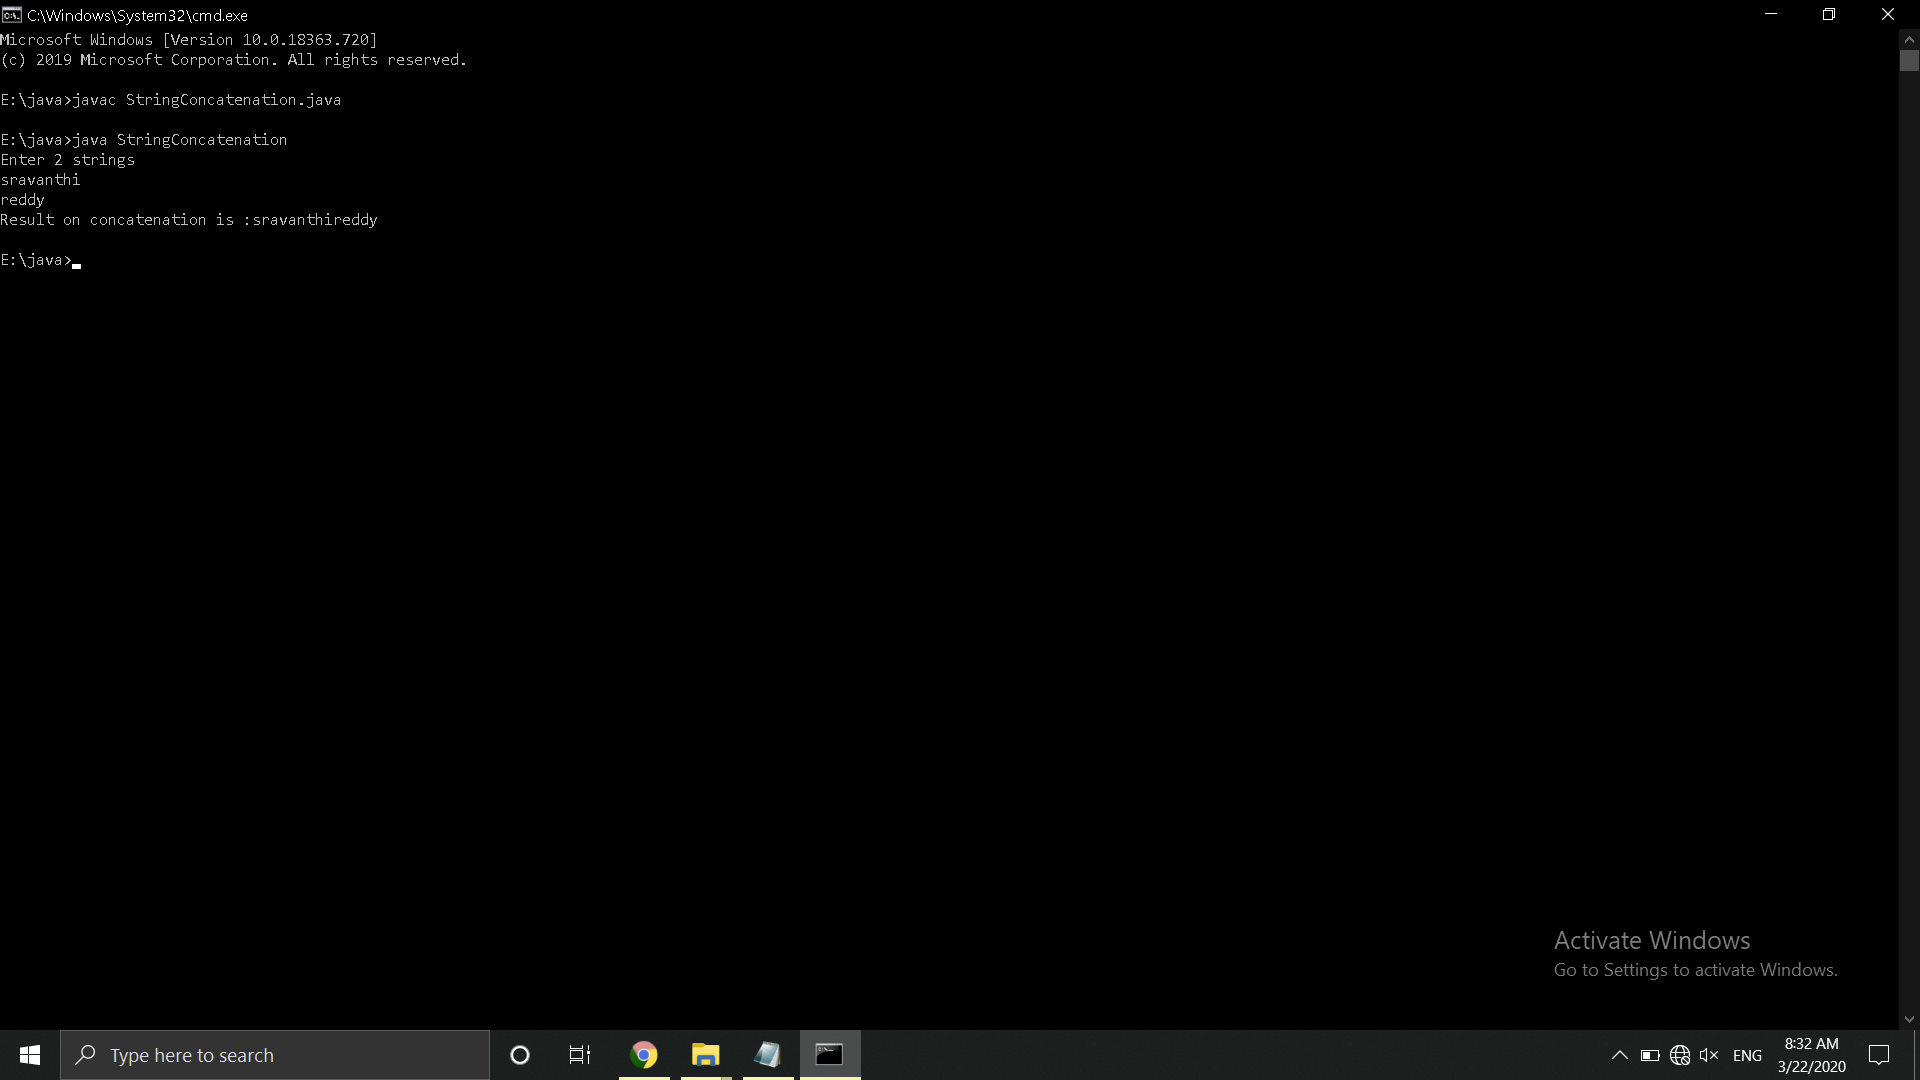 C:\Windows\System32\cmd.exe
Microsoft Windows [Version 10.0.18363.720]
(c) 2019 Microsoft Corporation. All rights reserved.
E:\java>javac StringConcatenation.java
E:\java>java StringConcatenation
Enter 2 strings
sravanthi
reddy
Result on concatenation is :sravanthireddy
E:\java>
Activate Windows
Go to Settings to activate Windows.
Type here to search
ENG
8:32 AM
3/22/2020